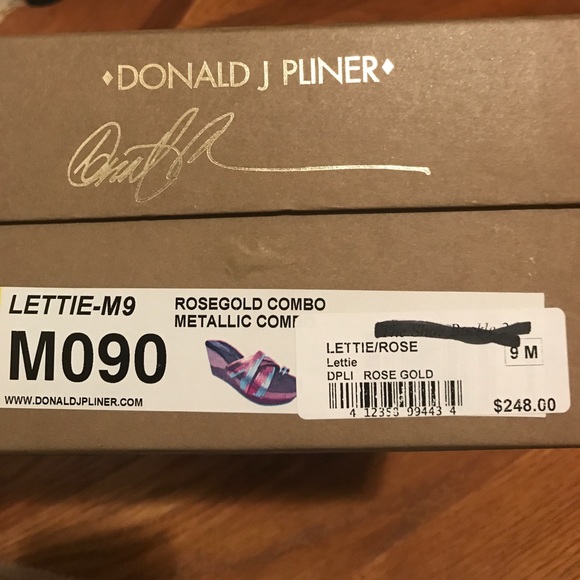 ♦DONALD J PLINER♦
LETTIE-M9
M090
WWW.DONALDJPLINER.COM
ROSEGOLD COMBO
METALLIC
LETTIE/ROSE
Lettie
9 M
DPLI ROSE GOLD
4 12353 99443 4
$248.00